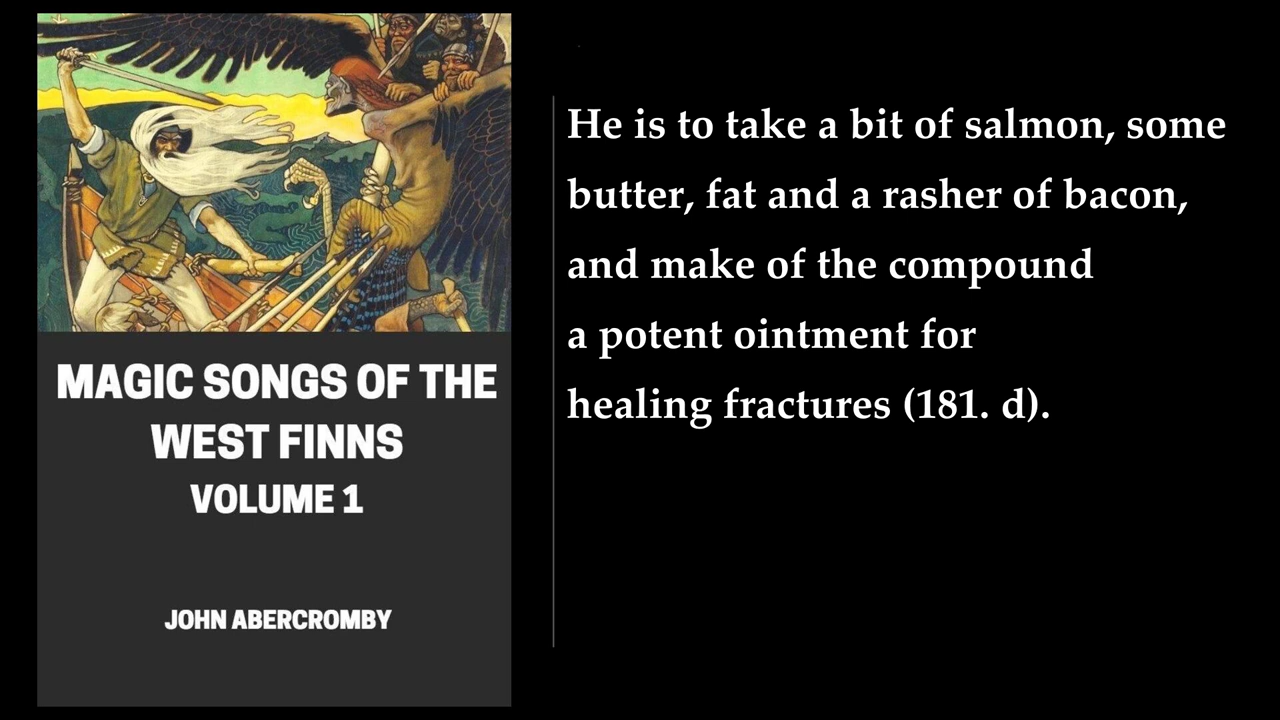 MAGIC SONGS OF THE
WEST FINNS
VOLUME 1
JOHN ABERCROMBY
He is to take a bit of salmon, some
butter, fat and a rasher of bacon,
and make of the compound
a potent ointment for
healing fractures (181. d).